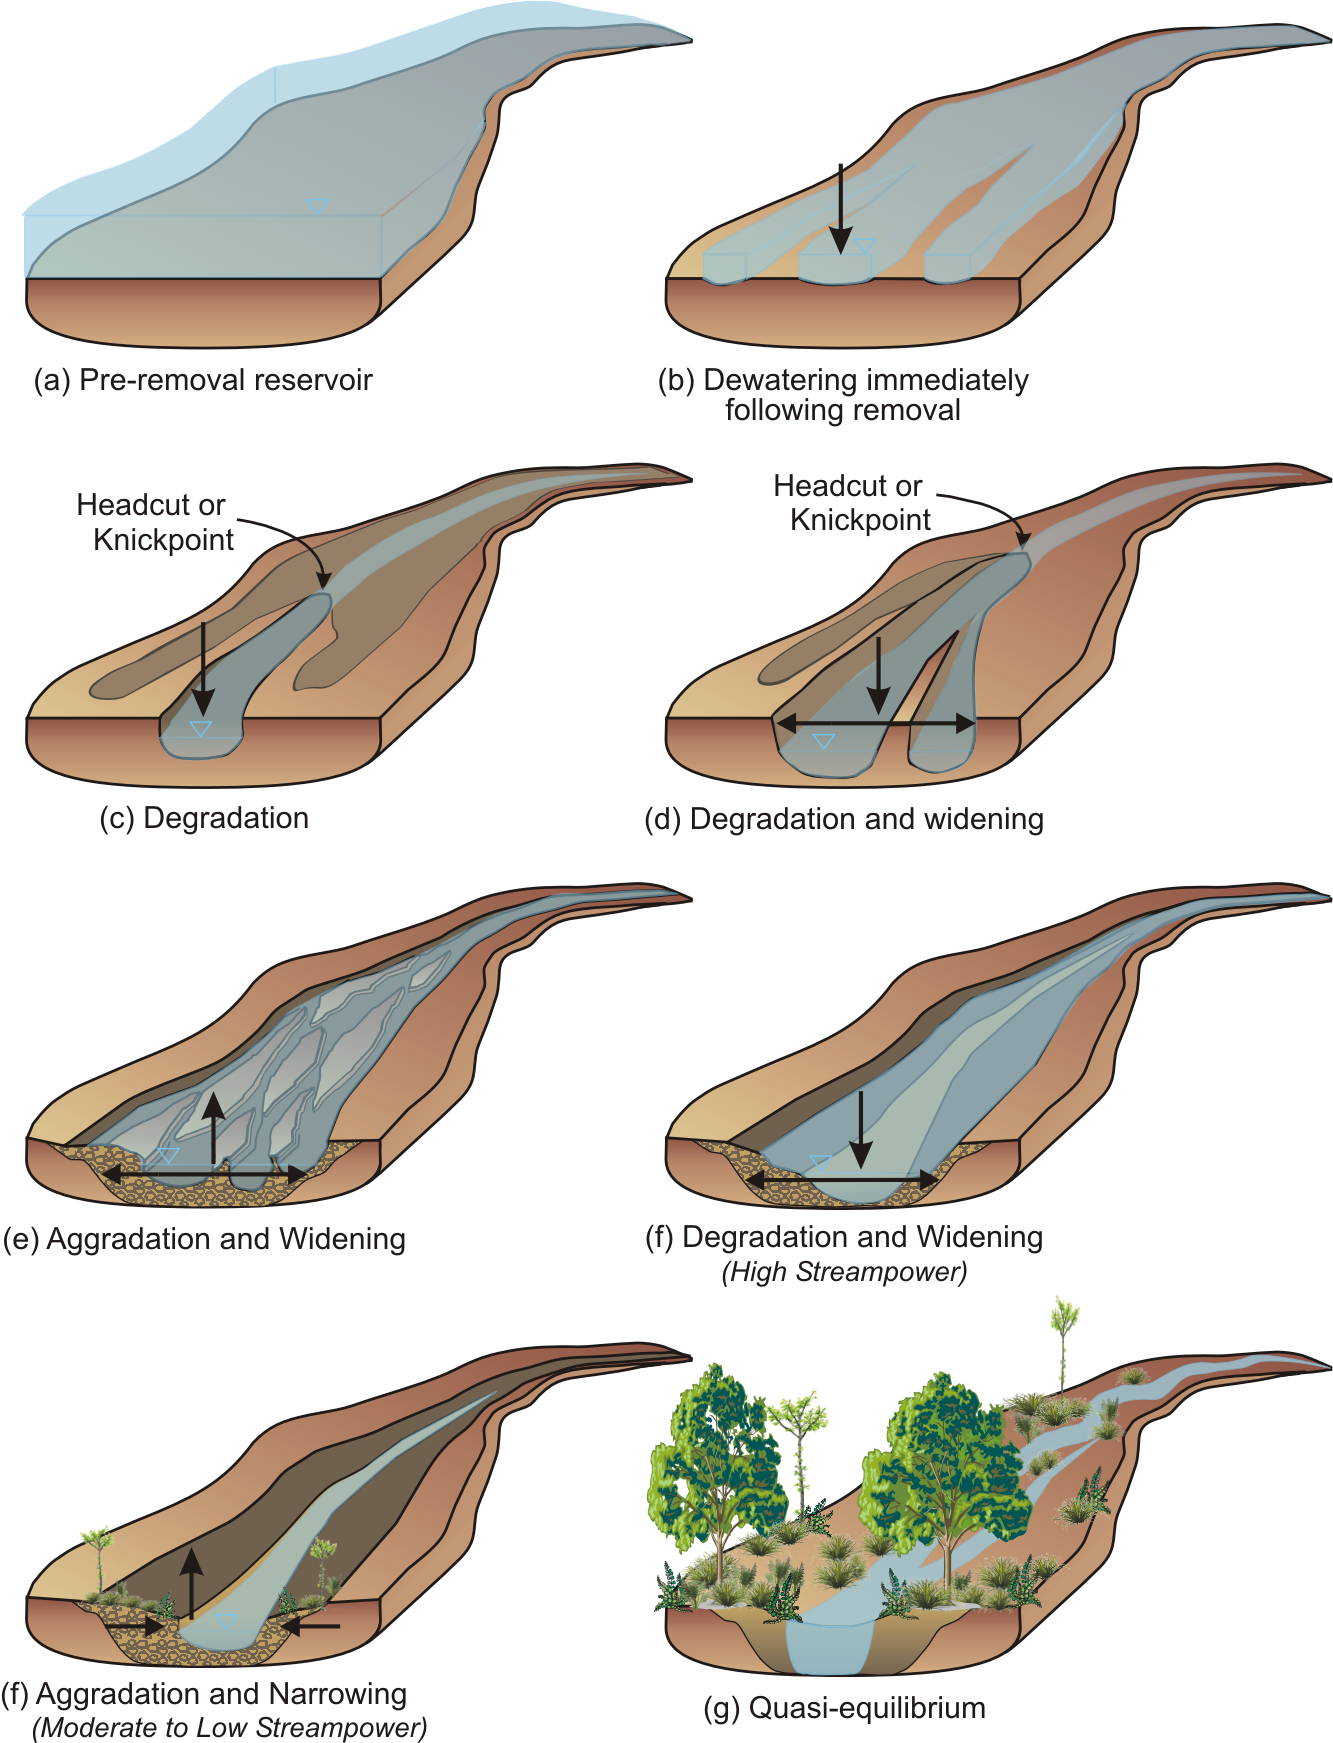 (a) Pre-removal reservoir
(b) Dewatering immediately
following removal
Headcut or
Knickpoint
Headcut or
Knickpoint
(c) Degradation
(d) Degradation and widening
(e) Aggradation and Widening
(f) Degradation and Widening
(High Streampower)
(f) Aggradation and Narrowing
(Moderate to Low Streampower)
(g) Quasi-equilibrium